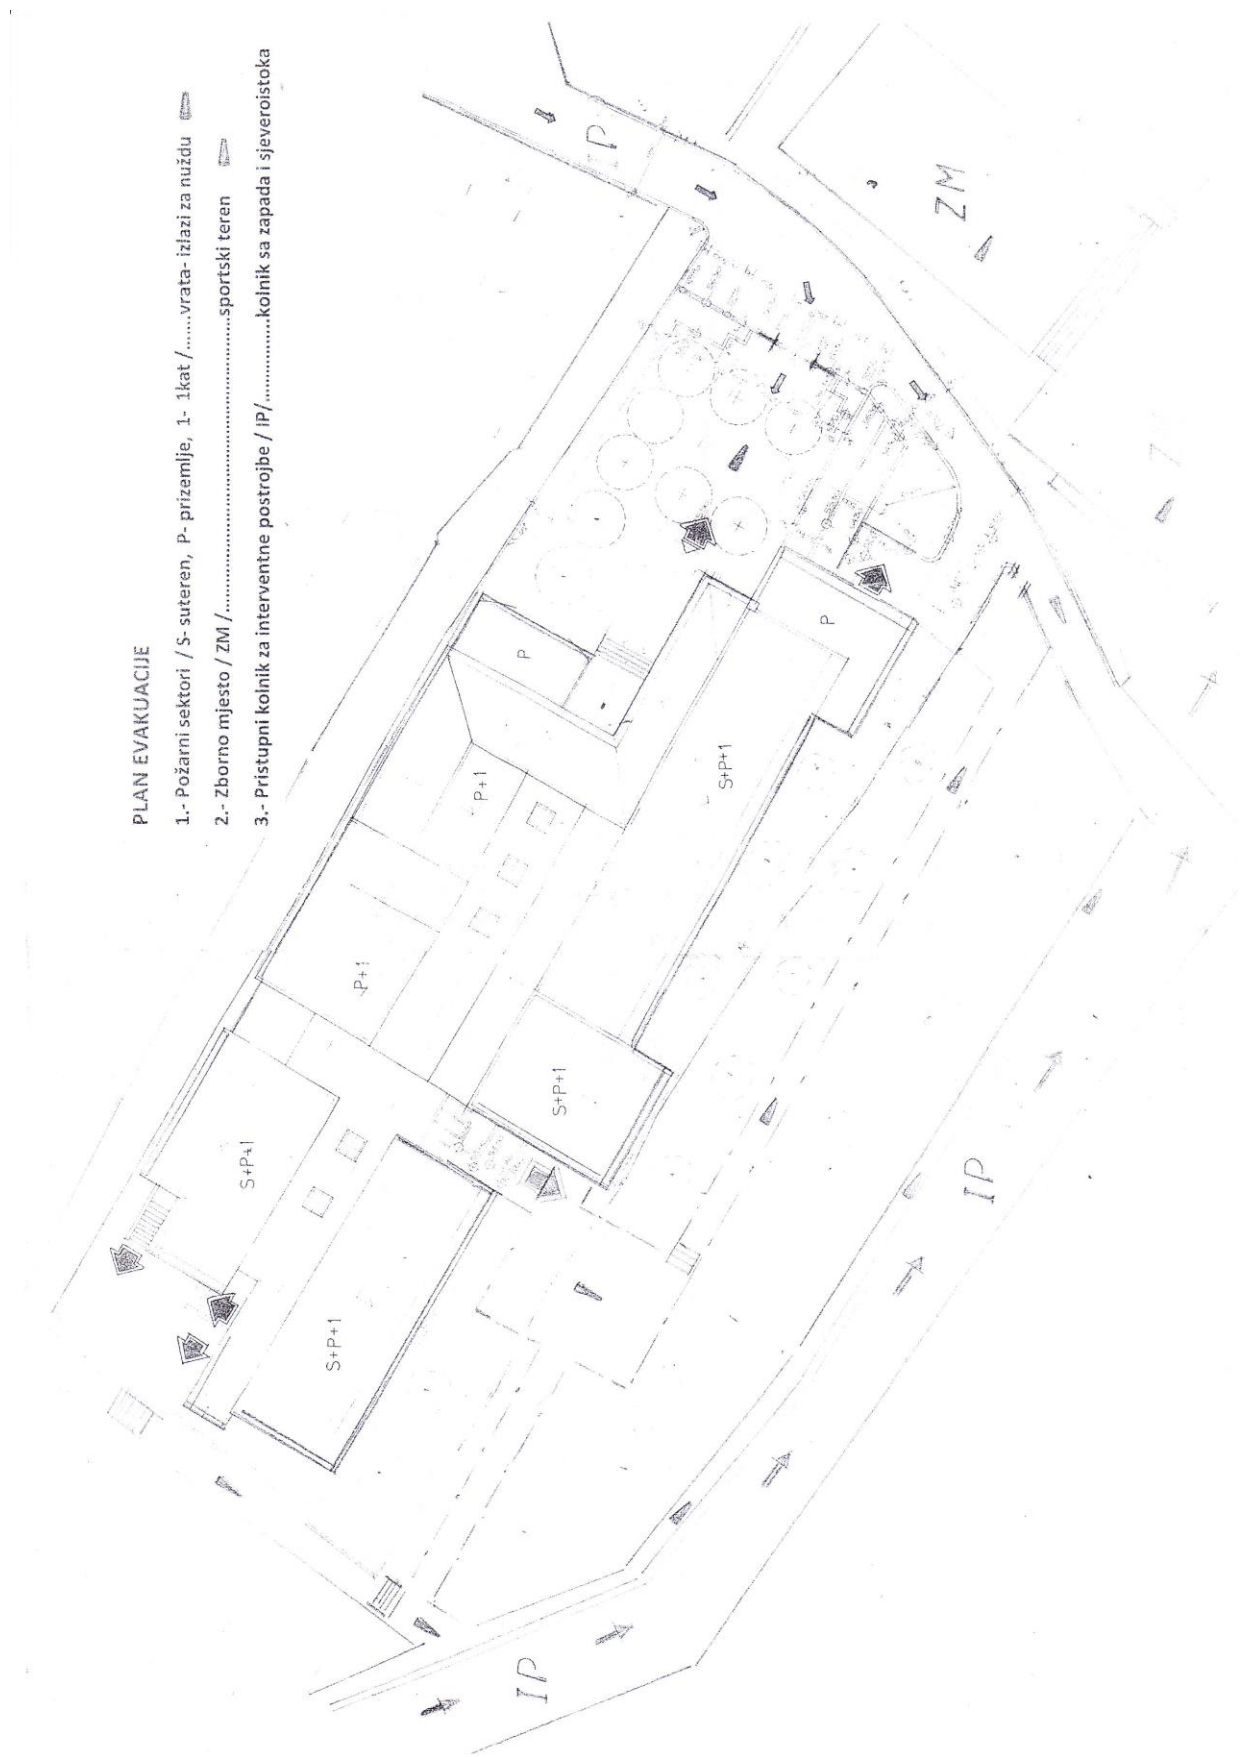 PLAN EVAKUACIJE
1.- Požarni sektori / S- suteren, P- prizemlje, 1- 1kat /.......vrata- izlazi za nuždu
2.- Zborno mjesto / ZM /.......................................................sportski teren
3.- Pristupni kolnik za interventne postrojbe / IP/..............kolnik sa zapada i sjeveroistoka
P
ZM
P
P
P+1
S+P+1
P+1
S+P+1
S+P+1
S+P+1
IP
IP